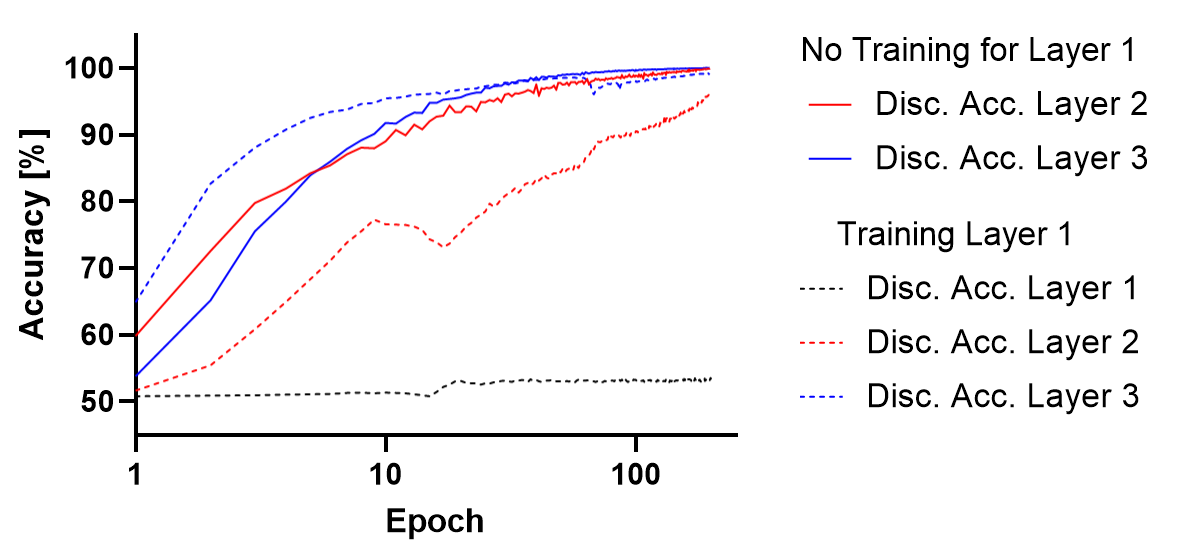 Accuracy [%]
100
90
80
70
60
50
1
10
100
Epoch
No Training for Layer 1
Disc. Acc. Layer 2
Disc. Acc. Layer 3
Training Layer 1
Disc. Acc. Layer 1
Disc. Acc. Layer 2
Disc. Acc. Layer 3